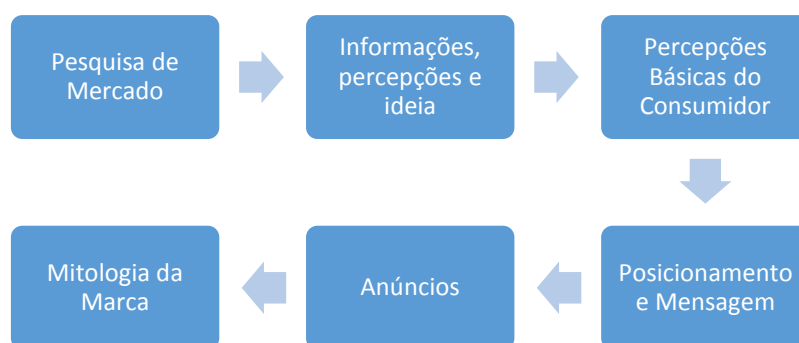 Pesquisa de
Mercado
Informações,
percepções e
ideia
Percepções
Básicas do
Consumidor
Posicionamento
e Mensagem
Anúncios
Mitologia da
Marca